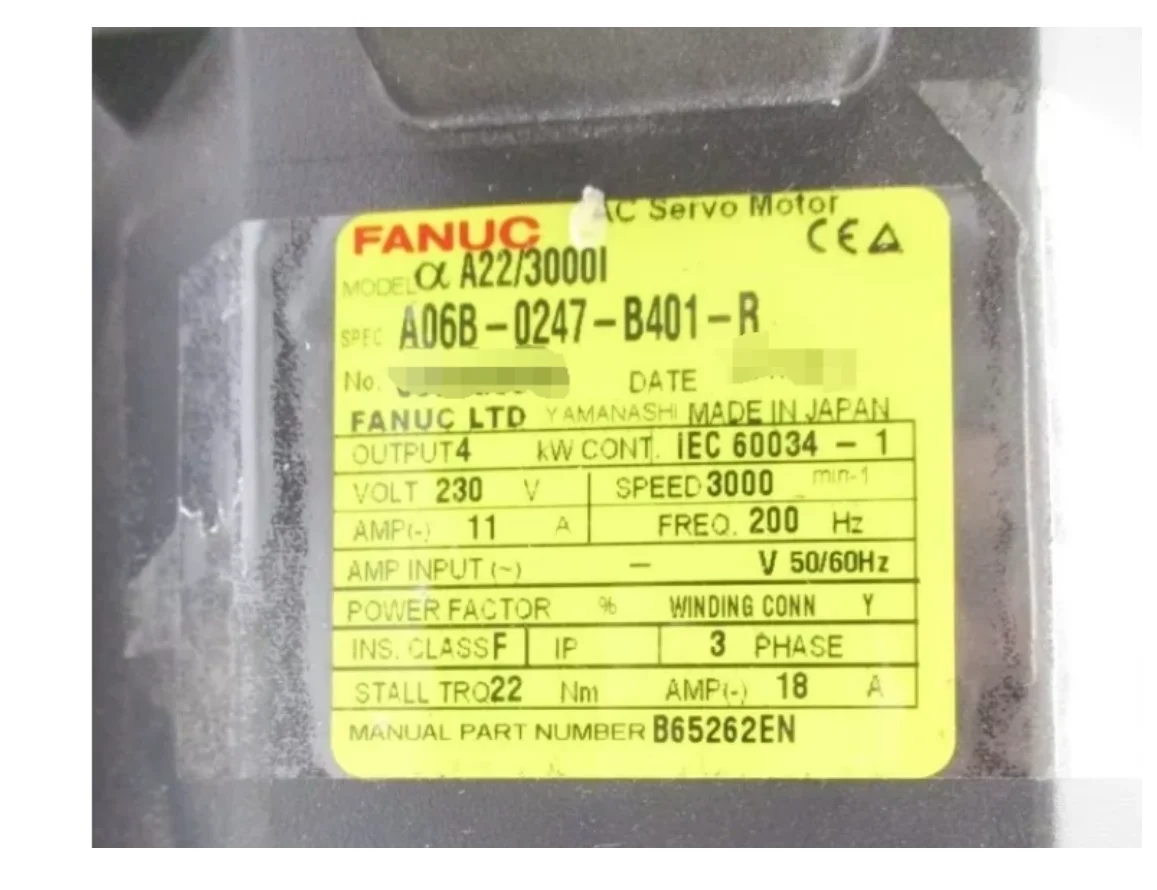 AC Servo Motor
FANUC
CE
MODEL α A22/3000I
SPEC A06B-0247-B401-R
No. DATE
FANUC LTD YAMANASHI MADE IN JAPAN
OUTPUT 4 kW CONT. IEC 60034 - 1
VOLT 230 V SPEED 3000 min-1
AMP(~) 11 A FREQ. 200 Hz
AMP INPUT (~) - V 50/60Hz
POWER FACTOR % WINDING CONN Y
INS. CLASS F IP 3 PHASE
STALL TRQ 22 Nm AMP(~) 18 A
MANUAL PART NUMBER B65262EN